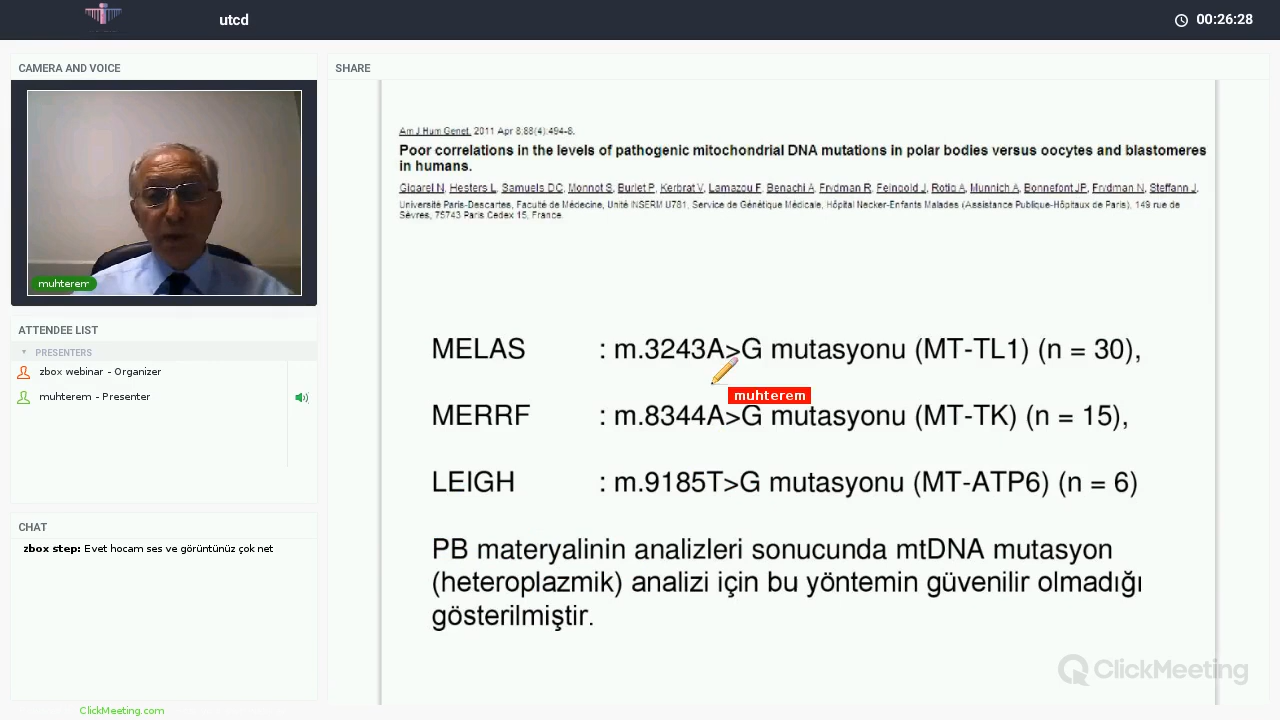 utcd
00:26:28
CAMERA AND VOICE
muhterem
ATTENDEE LIST
PRESENTERS
zbox webinar - Organizer
muhterem - Presenter
CHAT
zbox step: Evet hocam ses ve görüntünüz çok net
ClickMeeting.com
SHARE
Am J Hum Genet. 2011 Apr 8;88(4):494-8.
Poor correlations in the levels of pathogenic mitochondrial DNA mutations in polar bodies versus oocytes and blastomeres
in humans.
Gigarel N, Hesters L, Samuels DC, Monnot S, Burlet P, Kerbrat V, Lamazou F, Benachi A, Frydman R, Feingold J, Rotig A, Munnich A, Bonnefont JP, Frydman N, Steffann J.
Université Paris-Descartes, Faculté de Médecine, Unité INSERM U781, Service de Génétique Médicale, Hôpital Necker-Enfants Malades (Assistance Publique-Hôpitaux de Paris), 149 rue de
Sèvres, 75743 Paris Cedex 15, France.
MELAS : m.3243A>G mutasyonu (MT-TL1) (n = 30),
muhterem
MERRF : m.8344A>G mutasyonu (MT-TK) (n = 15),
LEIGH : m.9185T>G mutasyonu (MT-ATP6) (n = 6)
PB materyalinin analizleri sonucunda mtDNA mutasyon
(heteroplazmik) analizi için bu yöntemin güvenilir olmadığı
gösterilmiştir.
ClickMeeting